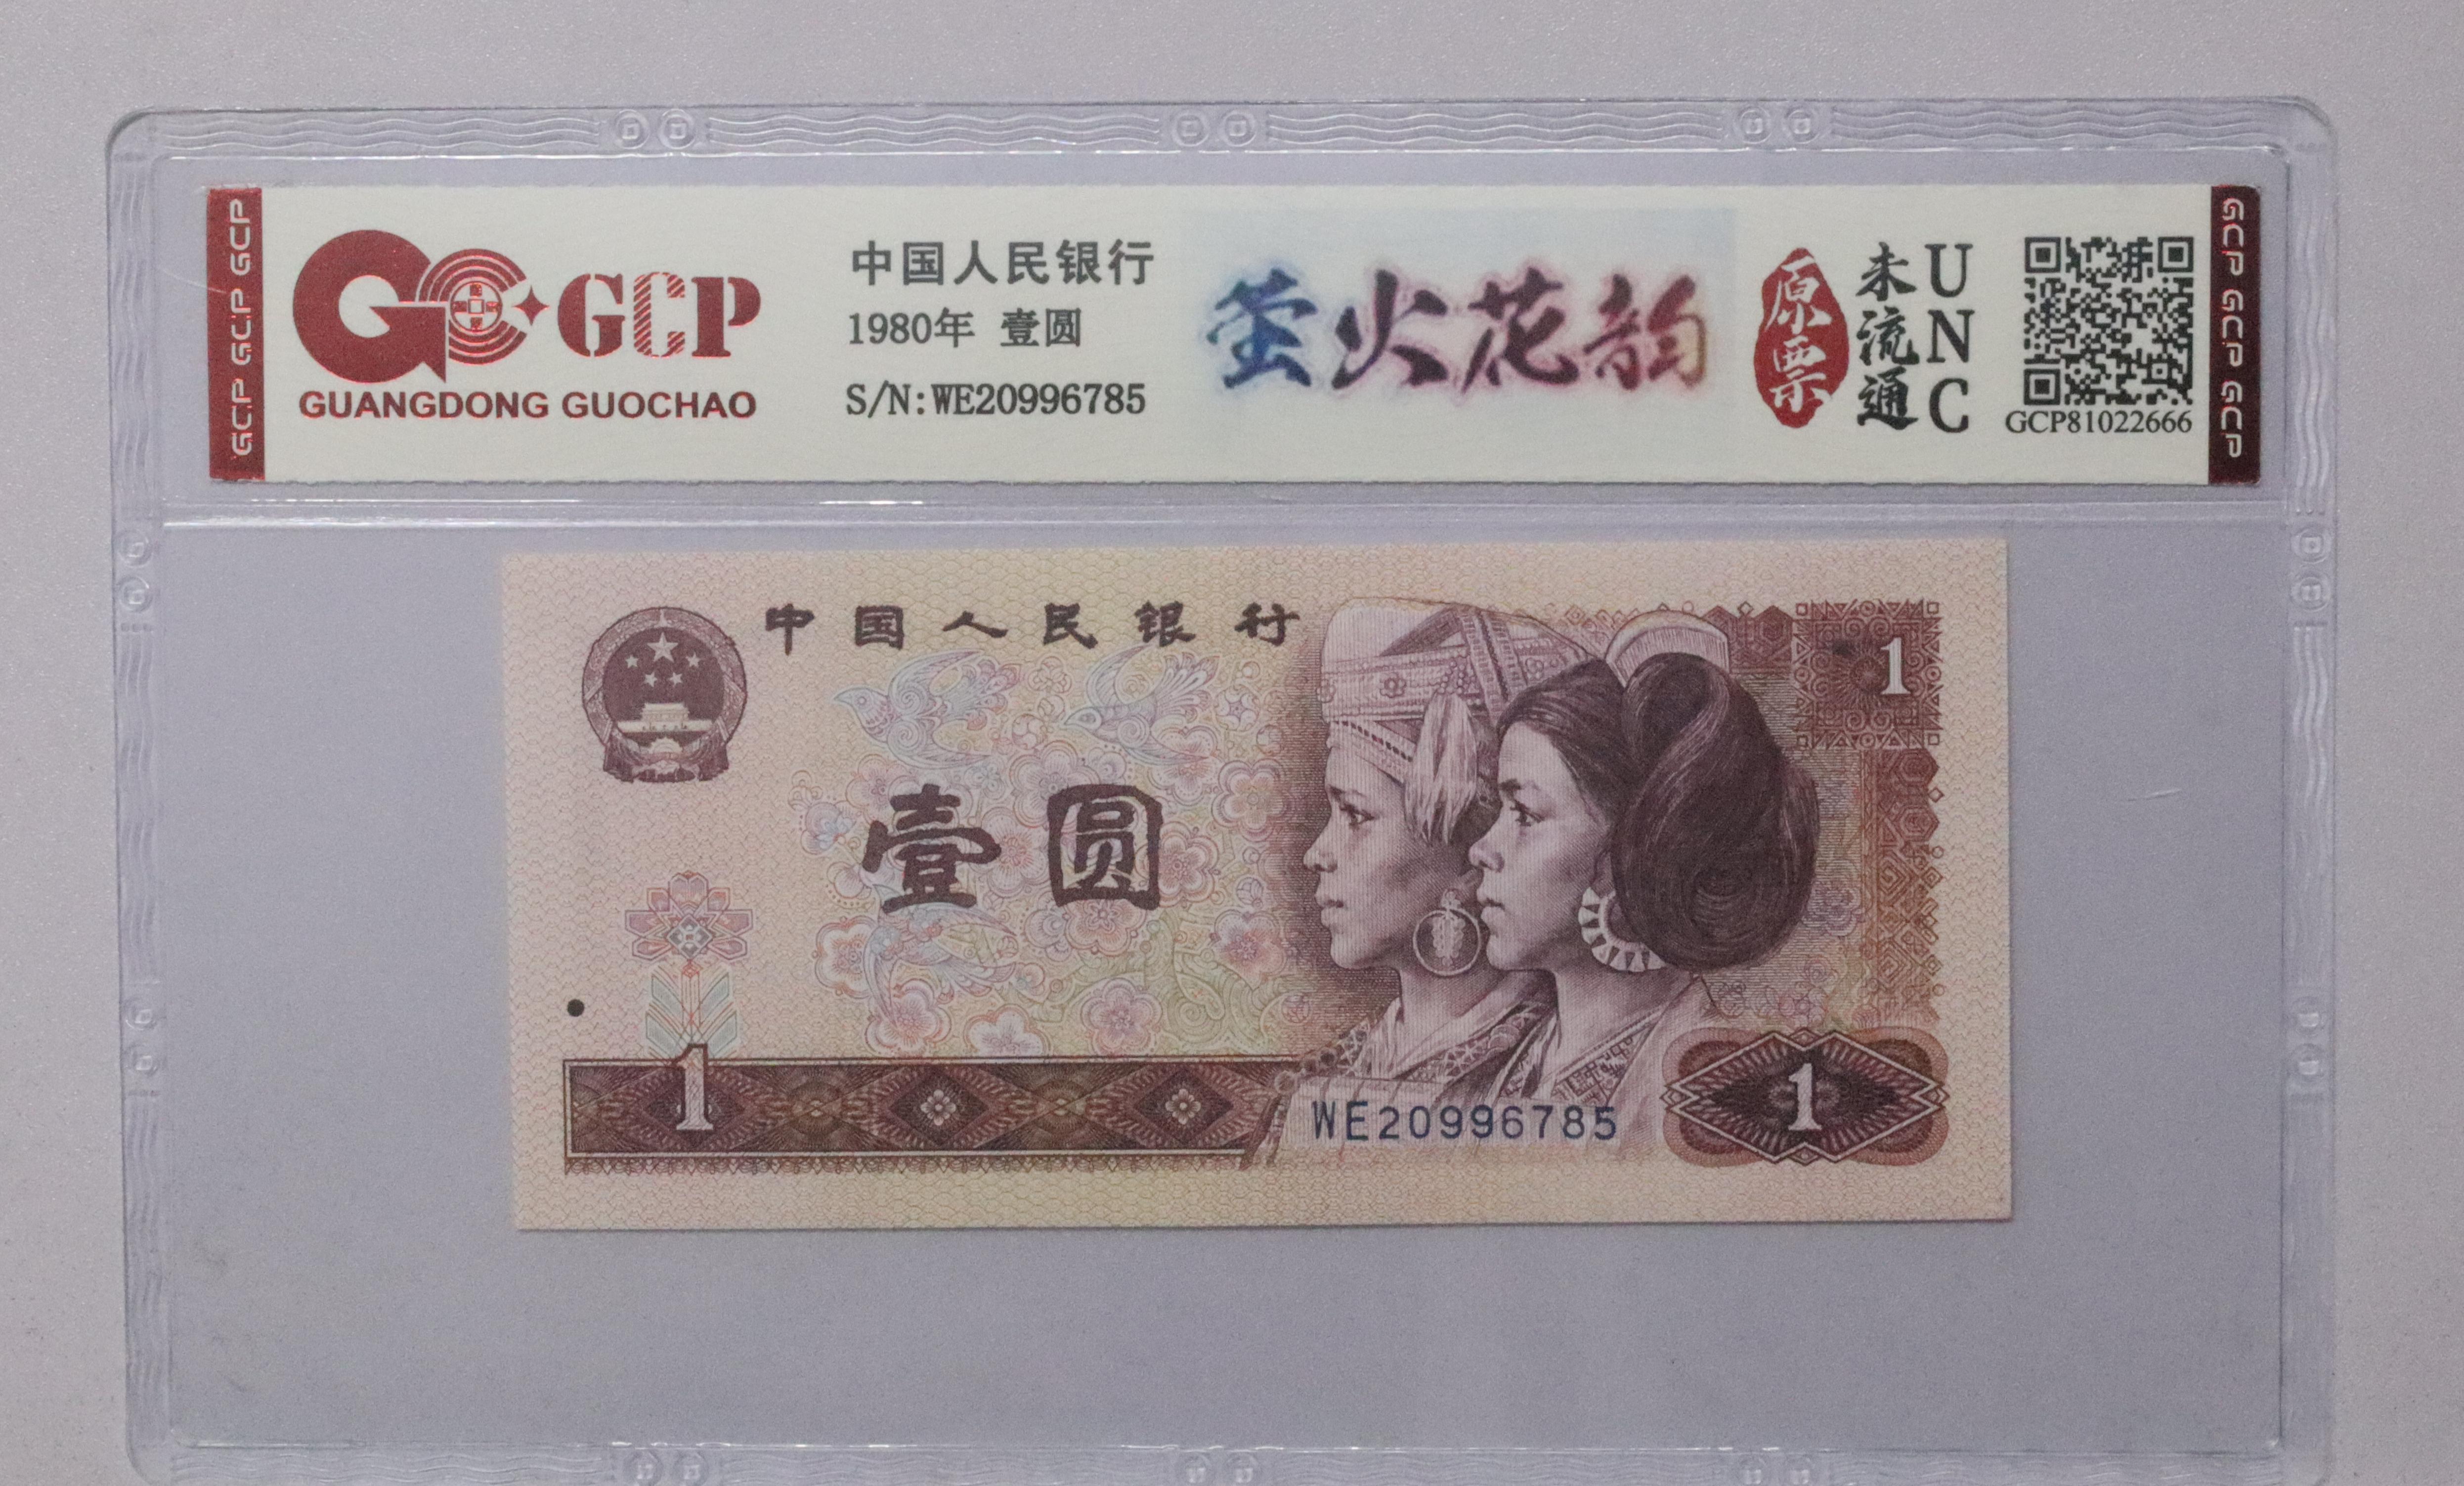 GCP GCP GCP
GCP
GUANGDONG GUOCHAO
中国人民银行
1980年 壹圆
S/N:WE20996785
萤火花韵
原票
未流通
UNC
GCP81022666
GCP GCP GCP
中国人民银行
1
壹圆
1
WE20996785
1